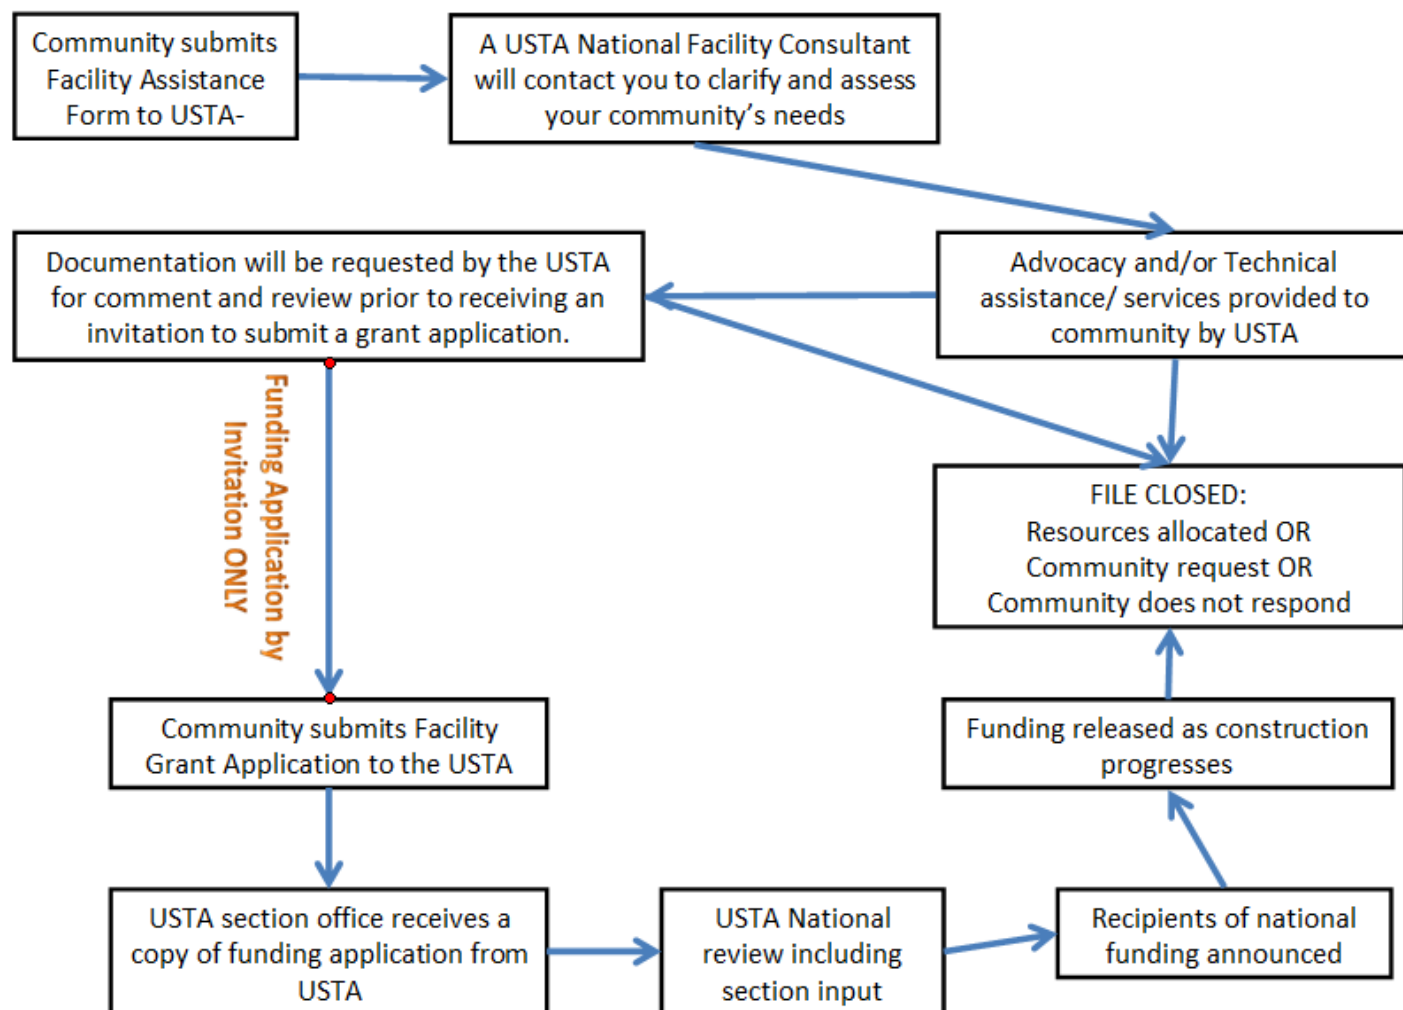 Community submits
Facility Assistance
Form to USTA-
A USTA National Facility Consultant
will contact you to clarify and assess
your community’s needs
Documentation will be requested by the USTA
for comment and review prior to receiving an
invitation to submit a grant application.
Advocacy and/or Technical
assistance/ services provided to
community by USTA
Funding Application by
Invitation ONLY
FILE CLOSED:
Resources allocated OR
Community request OR
Community does not respond
Community submits Facility
Grant Application to the USTA
Funding released as construction
progresses
USTA section office receives a
copy of funding application from
USTA
USTA National
review including
section input
Recipients of national
funding announced